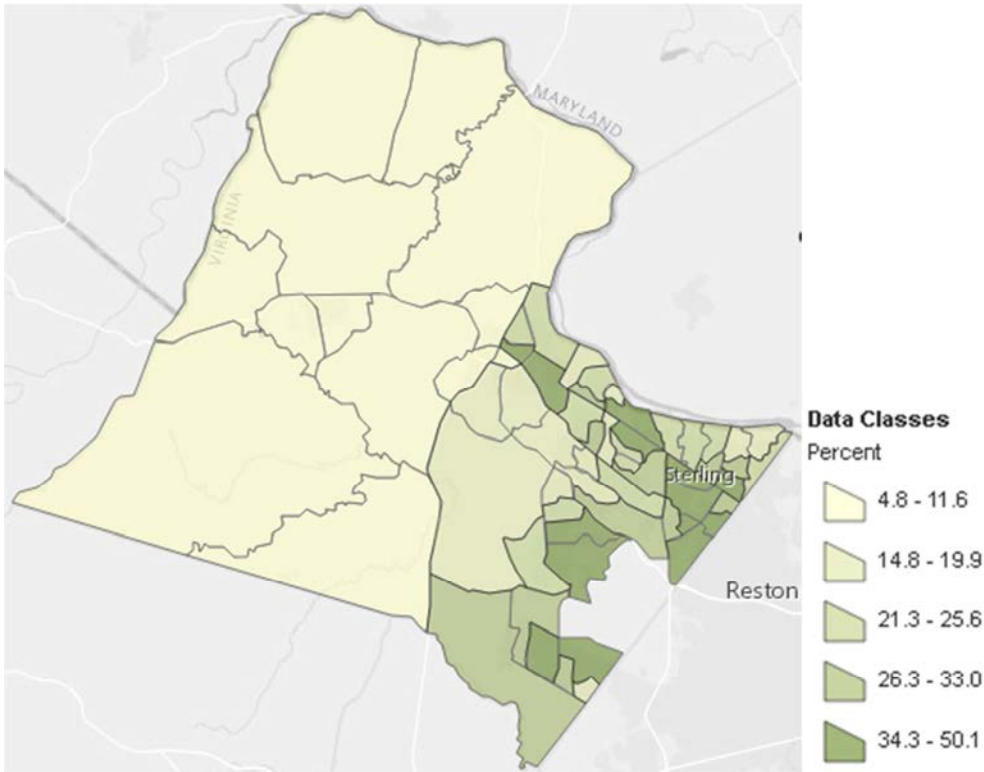 MARYLAND
VIRGINIA
Sterling
Reston
Data Classes
Percent
4.8 - 11.6
14.8 - 19.9
21.3 - 25.6
26.3 - 33.0
34.3 - 50.1